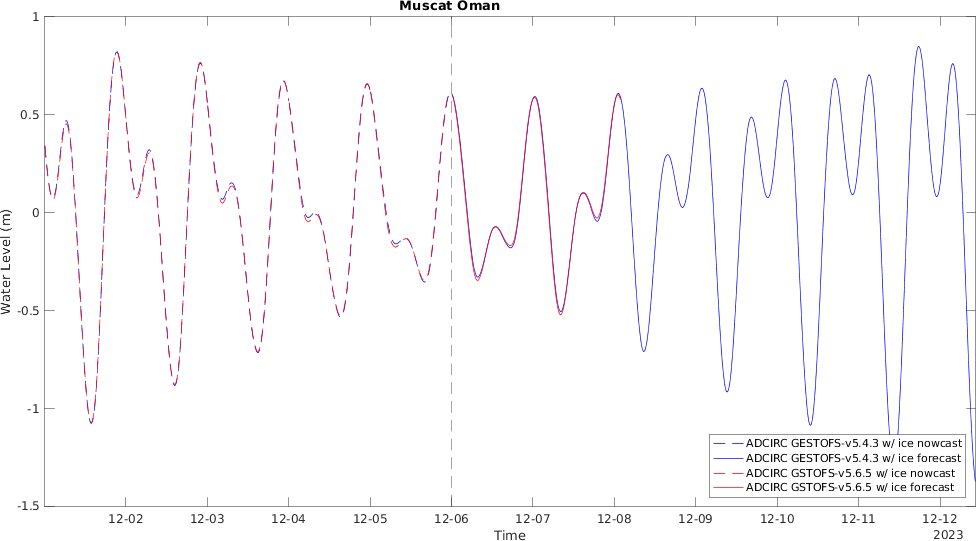 Muscat Oman
1
0.5
0
-0.5
-1
-1.5
Water Level (m)
12-02 12-03 12-04 12-05 12-06 12-07 12-08 12-09 12-10 12-11 12-12
Time
2023
ADCIRC GESTOFS-v5.4.3 w/ ice nowcast
ADCIRC GESTOFS-v5.4.3 w/ ice forecast
ADCIRC GSTOFS-v5.6.5 w/ ice nowcast
ADCIRC GSTOFS-v5.6.5 w/ ice forecast